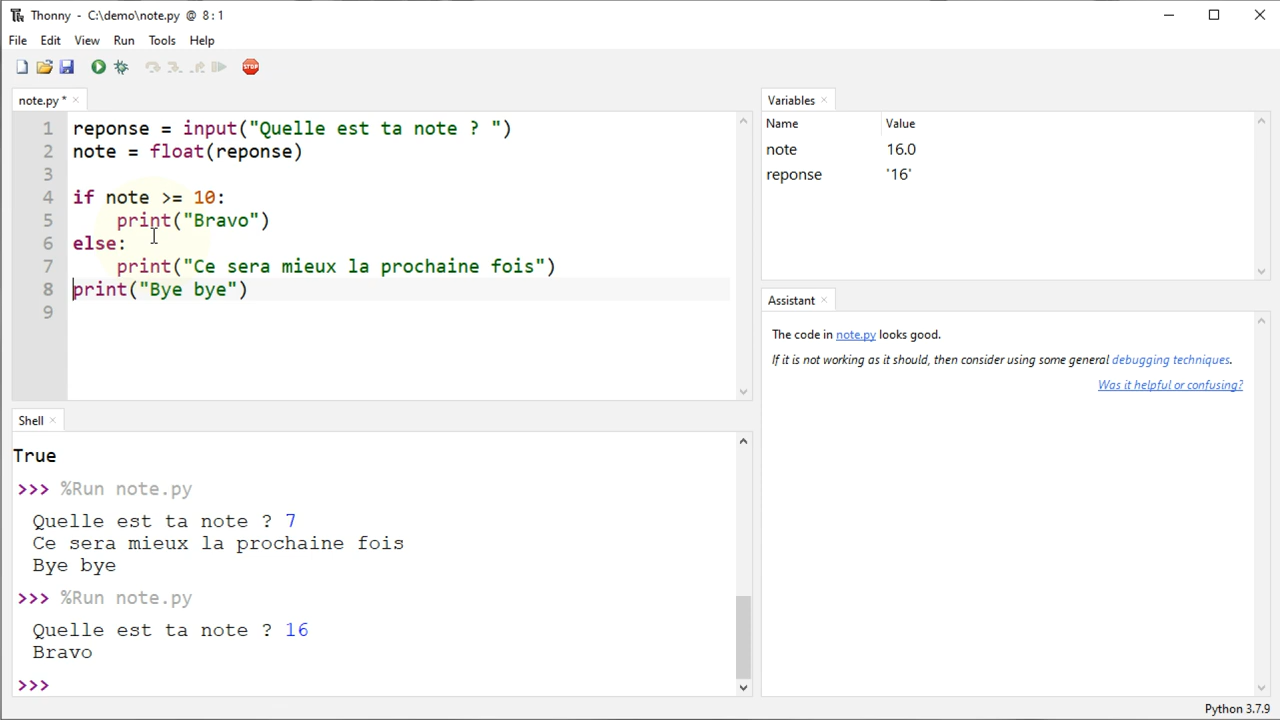 Thonny - C:\demo\note.py @ 8:1
File Edit View Run Tools Help
STOP
note.py *
1 reponse = input("Quelle est ta note ? ")
2 note = float(reponse)
3
4 if note >= 10:
5 print("Bravo")
6 else:
7 print("Ce sera mieux la prochaine fois")
8 print("Bye bye")
9
Shell
True
>>> %Run note.py
Quelle est ta note ? 7
Ce sera mieux la prochaine fois
Bye bye
>>> %Run note.py
Quelle est ta note ? 16
Bravo
>>>
Variables
Name Value
note 16.0
reponse '16'
Assistant
The code in note.py looks good.
If it is not working as it should, then consider using some general debugging techniques.
Was it helpful or confusing?
Python 3.7.9